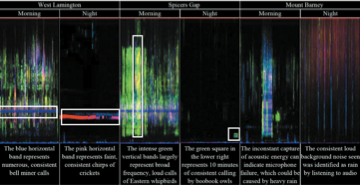 West Lamington
Spicers Gap
Mount Barney
Morning
Night
Morning
Night
Morning
Night
The blue horizontal
band represents
numerous, consistent
bell miner calls
The pink horizontal
band represents faint,
consistent chirps of
crickets
The intense green
vertical bands largely
represent broad
frequency, loud calls
of Eastern whipbirds
The green square in
the lower right
represents 10 minutes
of consistent calling
by boobook owls
The inconstant capture
of acoustic energy can
indicate microphone
failure, which could be
caused by heavy rain
The consistent loud
background noise seen
was identified as rain
by listening to audio